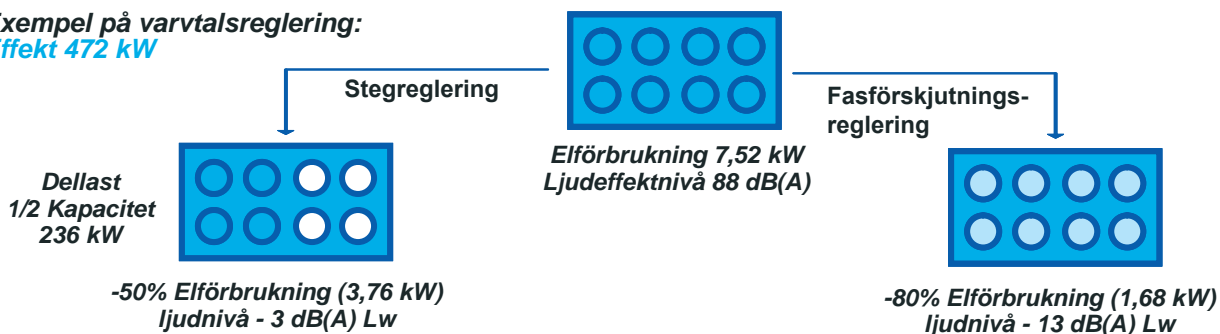 Exempel på varvtalsreglering:
Effekt 472 kW
Stegreglering
Fasförskjutnings-
reglering
Elförbrukning 7,52 kW
Ljudeffektnivå 88 dB(A)
Dellast
1/2 Kapacitet
236 kW
-50% Elförbrukning (3,76 kW)
ljudnivå - 3 dB(A) Lw
-80% Elförbrukning (1,68 kW)
ljudnivå - 13 dB(A) Lw